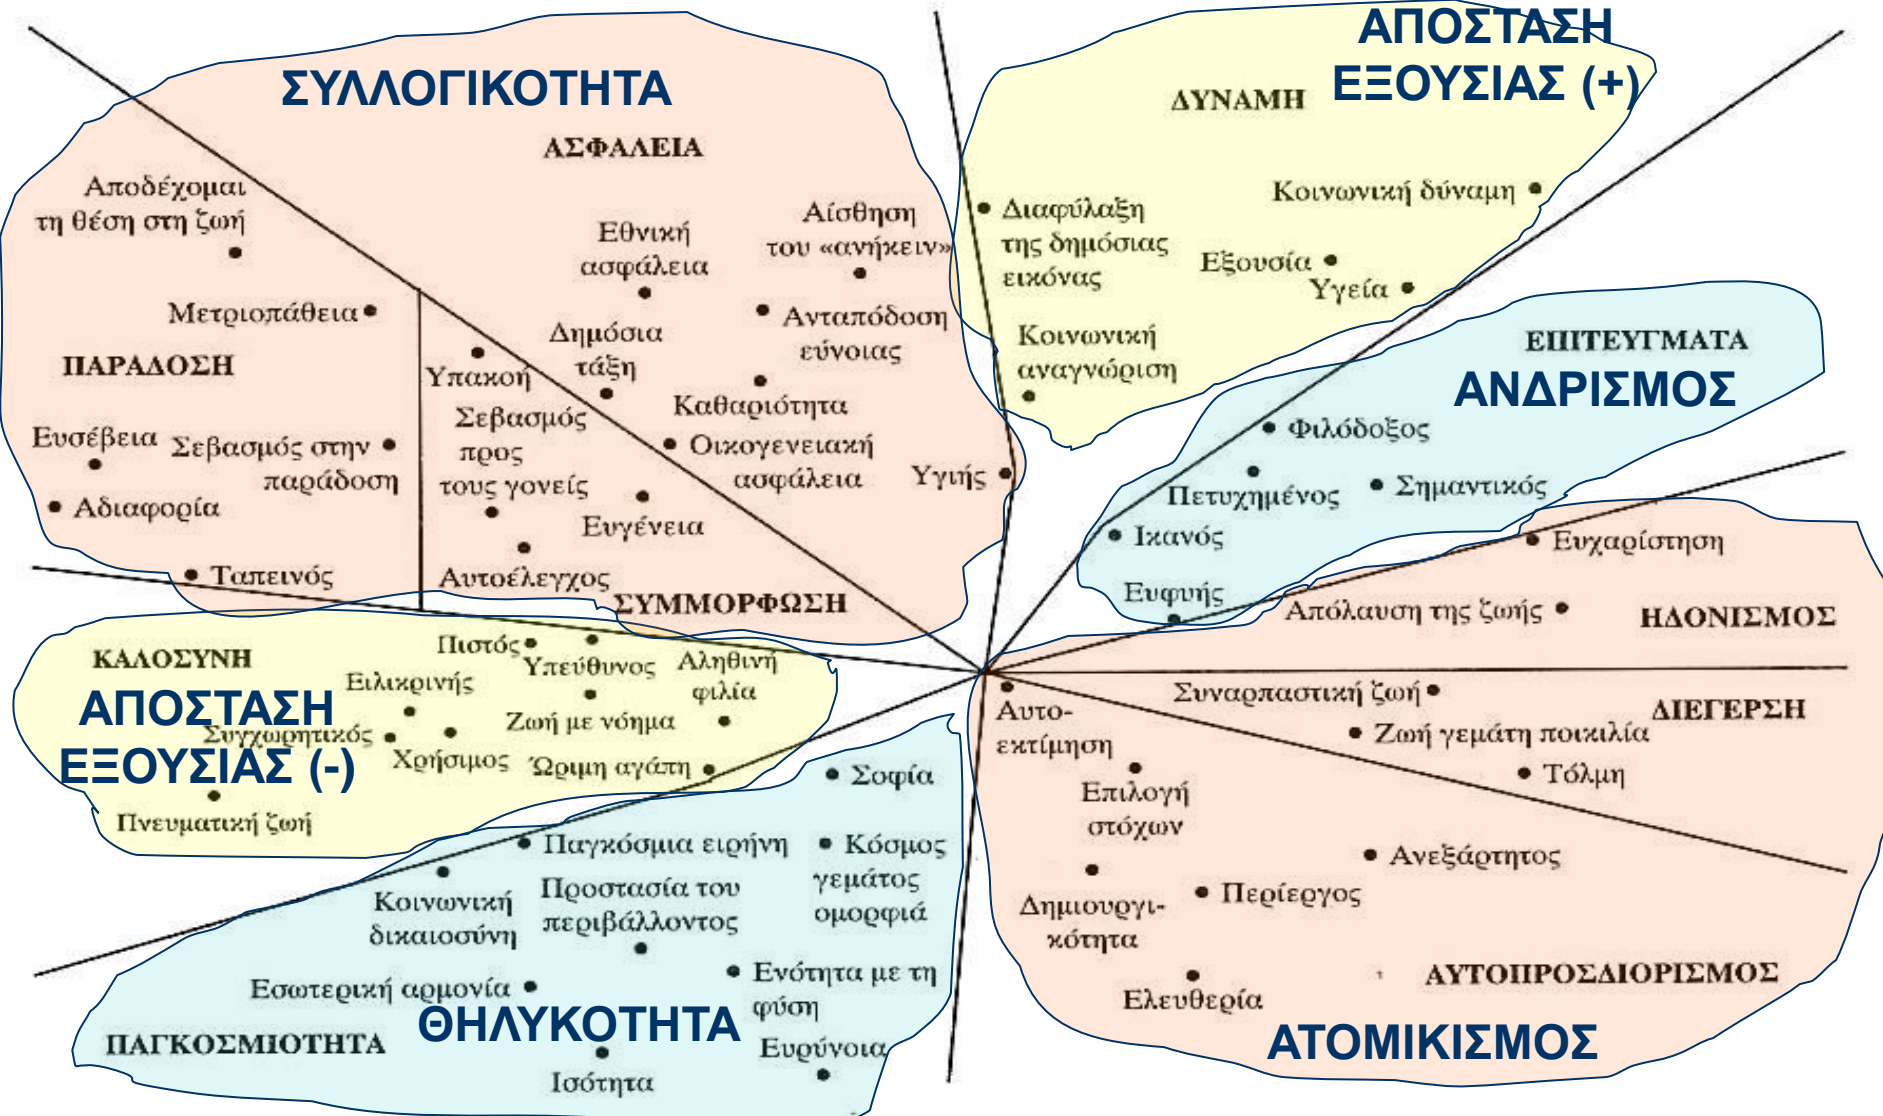 ΣΥΛΛΟΓΙΚΟΤΗΤΑ
ΑΣΦΑΛΕΙΑ
Αποδέχομαι
τη θέση στη ζωή
Μετριοπάθεια
ΠΑΡΑΔΟΣΗ
Ευσέβεια
Σεβασμός στην
παράδοση
Αδιαφορία
Ταπεινός
Εθνική
ασφάλεια
Αίσθηση
του «ανήκειν»
Δημόσια
τάξη
Ανταπόδοση
εύνοιας
Καθαριότητα
Οικογενειακή
ασφάλεια
Υγιής
Υπακοή
Σεβασμός
προς
τους γονείς
Ευγένεια
Αυτοέλεγχος
ΣΥΜΜΟΡΦΩΣΗ
ΑΠΟΣΤΑΣΗ
ΕΞΟΥΣΙΑΣ (+)
ΔΥΝΑΜΗ
Κοινωνική δύναμη
Διαφύλαξη
της δημόσιας
εικόνας
Εξουσία
Υγεία
Κοινωνική
αναγνώριση
ΕΠΙΤΕΥΓΜΑΤΑ
ΑΝΔΡΙΣΜΟΣ
Φιλόδοξος
Πετυχημένος
Σημαντικός
Ικανός
Ευφυής
Ευχαρίστηση
Απόλαυση της ζωής
ΗΔΟΝΙΣΜΟΣ
Συναρπαστική ζωή
ΔΙΕΓΕΡΣΗ
Ζωή γεμάτη ποικιλία
Τόλμη
Αυτο-
εκτίμηση
Επιλογή
στόχων
Ανεξάρτητος
Περίεργος
Δημιουργι-
κότητα
Ελευθερία
ΑΥΤΟΠΡΟΣΔΙΟΡΙΣΜΟΣ
ΑΤΟΜΙΚΙΣΜΟΣ
ΚΑΛΟΣΥΝΗ
ΑΠΟΣΤΑΣΗ
ΕΞΟΥΣΙΑΣ (-)
Πιστός
Υπεύθυνος
Αληθινή
φιλία
Ειλικρινής
Ζωή με νόημα
Συγχωρητικός
Χρήσιμος
Ώριμη αγάπη
Πνευματική ζωή
Σοφία
Παγκόσμια ειρήνη
Κόσμος
γεμάτος
ομορφιά
Κοινωνική
δικαιοσύνη
Προστασία του
περιβάλλοντος
Ενότητα με τη
φύση
Εσωτερική αρμονία
ΘΗΛΥΚΟΤΗΤΑ
ΠΑΓΚΟΣΜΙΟΤΗΤΑ
Ευρύνοια
Ισότητα